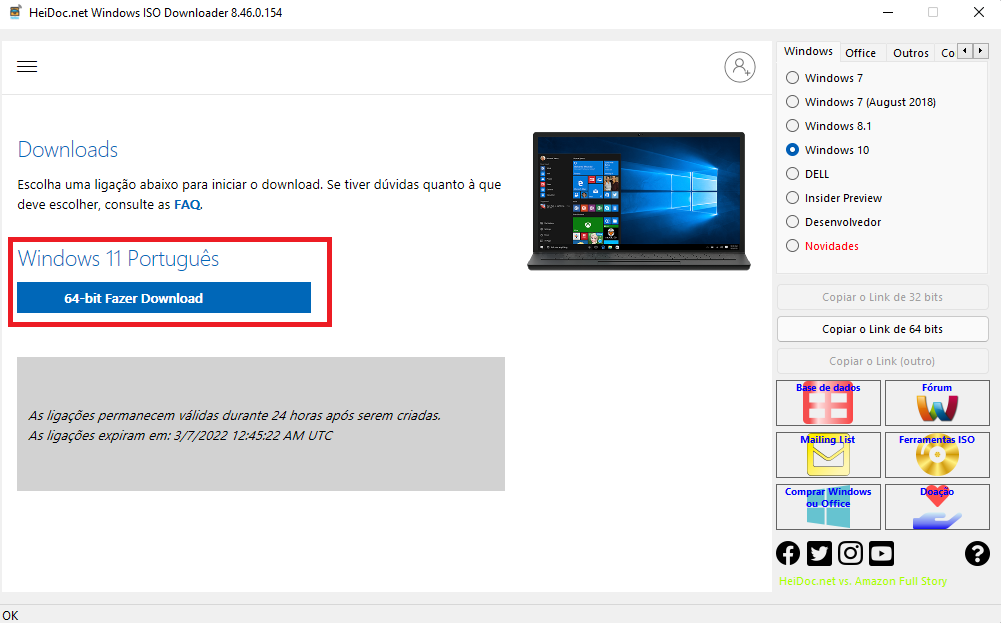 HeiDoc.net Windows ISO Downloader 8.46.0.154
Downloads
Escolha uma ligação abaixo para iniciar o download. Se tiver dúvidas quanto à que
deve escolher, consulte as FAQ.
Windows 11 Português
64-bit Fazer Download
As ligações permanecem válidas durante 24 horas após serem criadas.
As ligações expiram em: 3/7/2022 12:45:22 AM UTC
Windows
Office
Outros
Co
Windows 7
Windows 7 (August 2018)
Windows 8.1
Windows 10
DELL
Insider Preview
Desenvolvedor
Novidades
Copiar o Link de 32 bits
Copiar o Link de 64 bits
Copiar o Link (outro)
Base de dados
Fórum
Mailing List
Ferramentas ISO
Comprar Windows
ou Office
Doação
HeiDoc.net vs. Amazon Full Story
OK